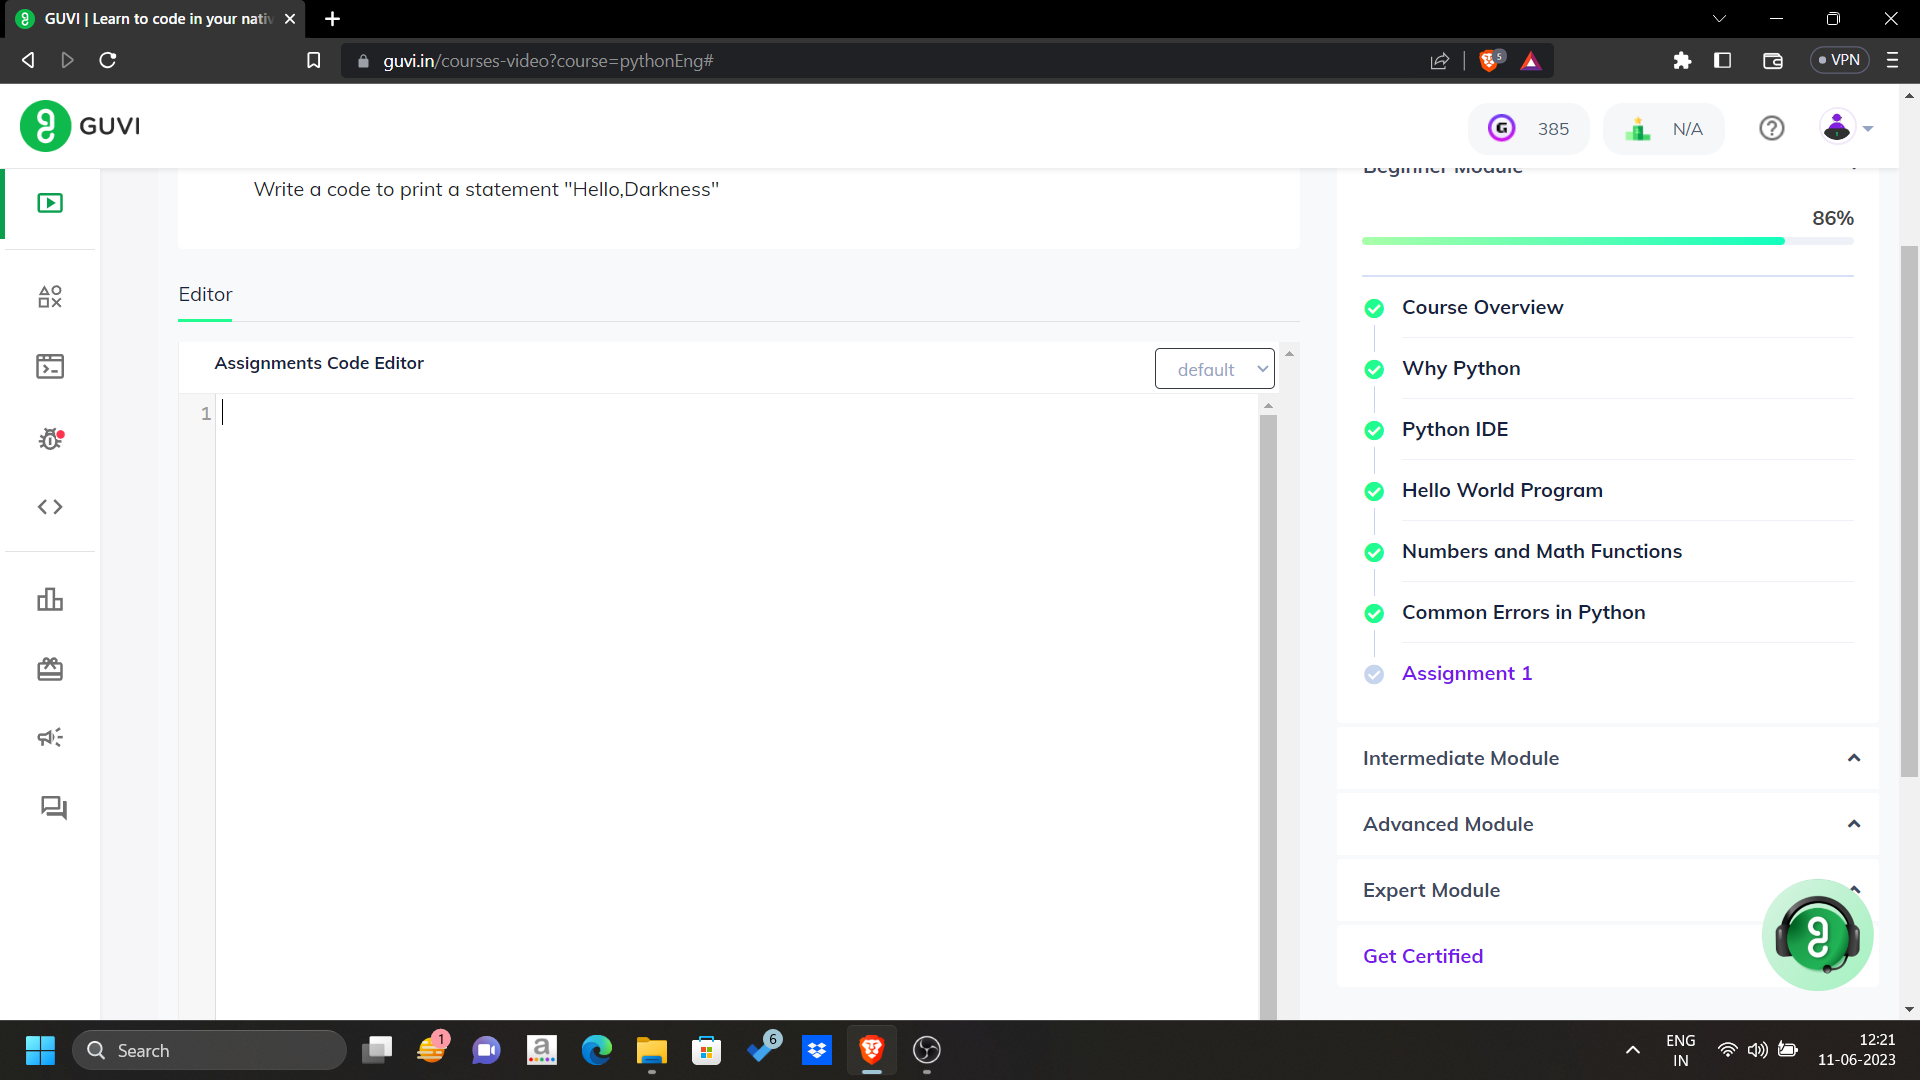 GUVI | Learn to code in your nativ
guvi.in/courses-video?course=pythonEng#
5
VPN
GUVI
385
N/A
Write a code to print a statement "Hello,Darkness"
Beginner Module
86%
Editor
Assignments Code Editor
default
1
Course Overview
Why Python
Python IDE
Hello World Program
Numbers and Math Functions
Common Errors in Python
Assignment 1
Intermediate Module
Advanced Module
Expert Module
Get Certified
Search
1
a
6
ENG
IN
12:21
11-06-2023